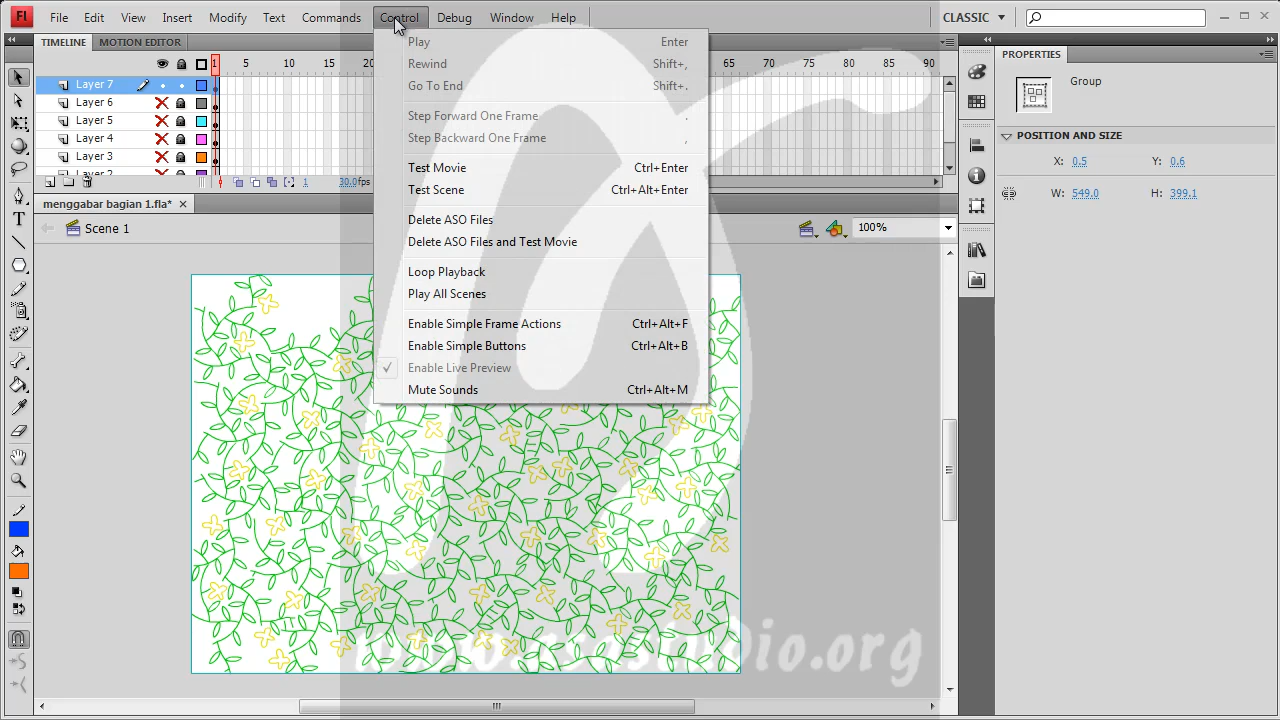 Fl File Edit View Insert Modify Text Commands Control Debug Window Help CLASSIC
TIMELINE MOTION EDITOR
1 5 10 15 20 65 70 75 80 85 90
Layer 7
Layer 6
Layer 5
Layer 4
Layer 3
1 30.0fps
menggabar bagian 1.fla*
Scene 1
100%
Play Enter
Rewind Shift+,
Go To End Shift+.
Step Forward One Frame .
Step Backward One Frame ,
Test Movie Ctrl+Enter
Test Scene Ctrl+Alt+Enter
Delete ASO Files
Delete ASO Files and Test Movie
Loop Playback
Play All Scenes
Enable Simple Frame Actions Ctrl+Alt+F
Enable Simple Buttons Ctrl+Alt+B
Enable Live Preview
Mute Sounds Ctrl+Alt+M
PROPERTIES
Group
POSITION AND SIZE
X: 0.5 Y: 0.6
W: 549.0 H: 399.1
T